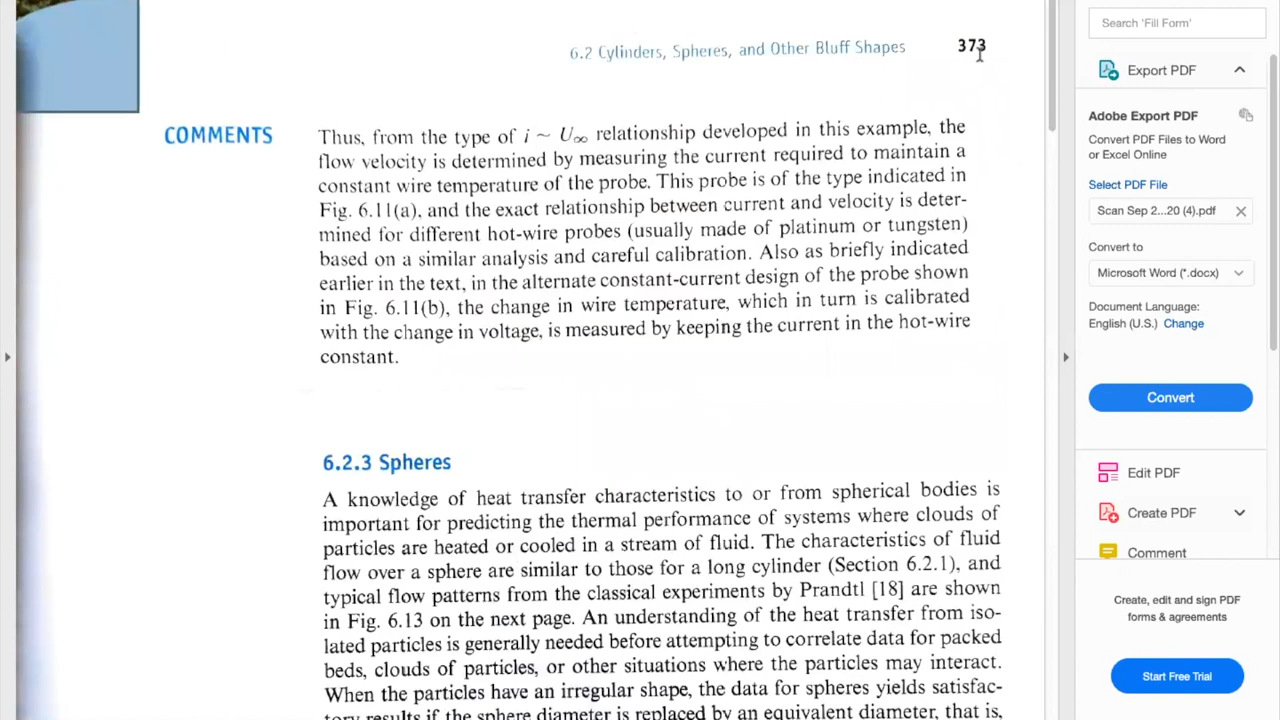 6.2 Cylinders, Spheres, and Other Bluff Shapes 373
COMMENTS
Thus, from the type of i ~ U∞ relationship developed in this example, the
flow velocity is determined by measuring the current required to maintain a
constant wire temperature of the probe. This probe is of the type indicated in
Fig. 6.11(a), and the exact relationship between current and velocity is deter-
mined for different hot-wire probes (usually made of platinum or tungsten)
based on a similar analysis and careful calibration. Also as briefly indicated
earlier in the text, in the alternate constant-current design of the probe shown
in Fig. 6.11(b), the change in wire temperature, which in turn is calibrated
with the change in voltage, is measured by keeping the current in the hot-wire
constant.
6.2.3 Spheres
A knowledge of heat transfer characteristics to or from spherical bodies is
important for predicting the thermal performance of systems where clouds of
particles are heated or cooled in a stream of fluid. The characteristics of fluid
flow over a sphere are similar to those for a long cylinder (Section 6.2.1), and
typical flow patterns from the classical experiments by Prandtl [18] are shown
in Fig. 6.13 on the next page. An understanding of the heat transfer from iso-
lated particles is generally needed before attempting to correlate data for packed
beds, clouds of particles, or other situations where the particles may interact.
When the particles have an irregular shape, the data for spheres yields satisfac-
tory results if the sphere diameter is replaced by an equivalent diameter, that is,
Search 'Fill Form'
Export PDF
Adobe Export PDF
Convert PDF Files to Word
or Excel Online
Select PDF File
Scan Sep 2...20 (4).pdf
Convert to
Microsoft Word (*.docx)
Document Language:
English (U.S.) Change
Convert
Edit PDF
Create PDF
Comment
Create, edit and sign PDF
forms & agreements
Start Free Trial